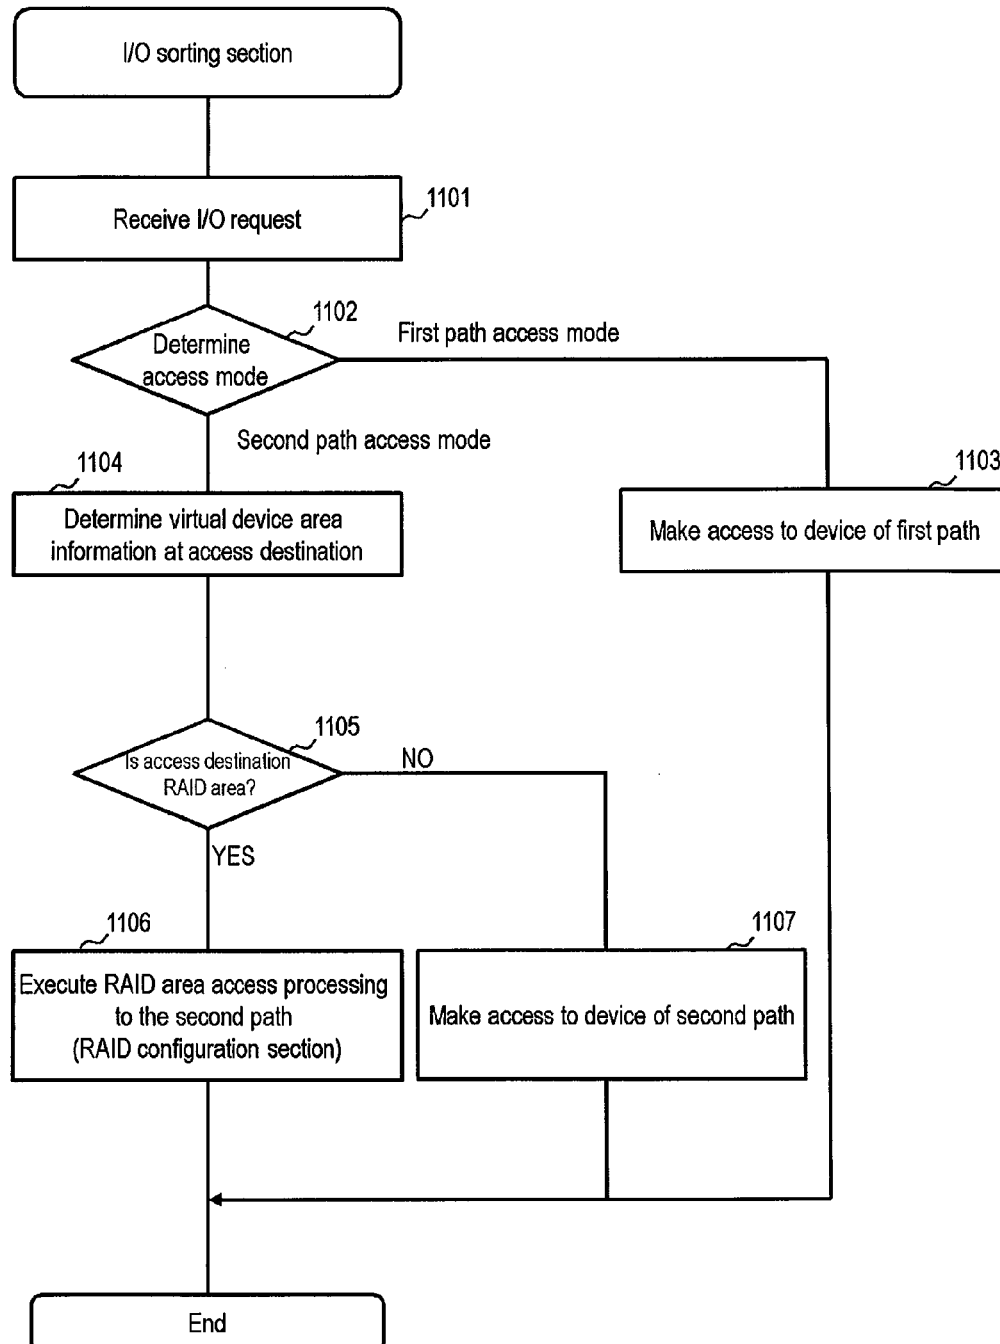 I/O sorting section
Receive I/O request
1101
1102
Determine
access mode
First path access mode
Second path access mode
1104
Determine virtual device area
information at access destination
1103
Make access to device of first path
1105
Is access destination
RAID area?
NO
YES
1106
Execute RAID area access processing
to the second path
(RAID configuration section)
1107
Make access to device of second path
End